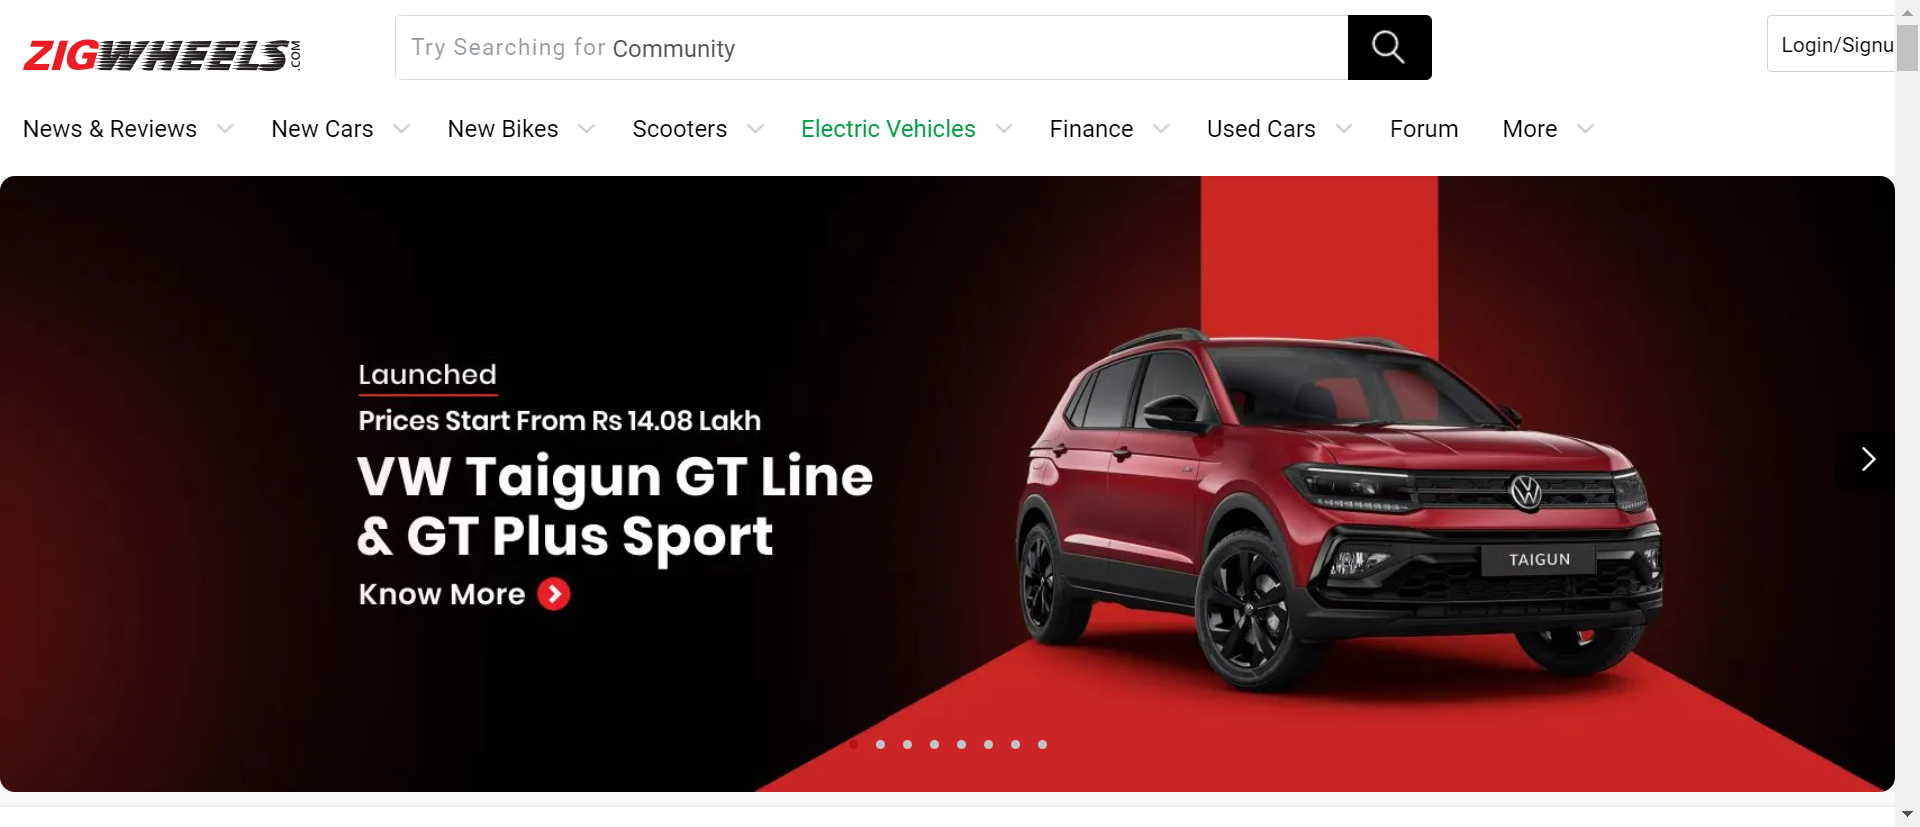 ZIGWHEELS.COM
Try Searching for Community
Login/Signu
News & Reviews New Cars New Bikes Scooters Electric Vehicles Finance Used Cars Forum More
Launched
Prices Start From Rs 14.08 Lakh
VW Taigun GT Line
& GT Plus Sport
Know More
TAIGUN